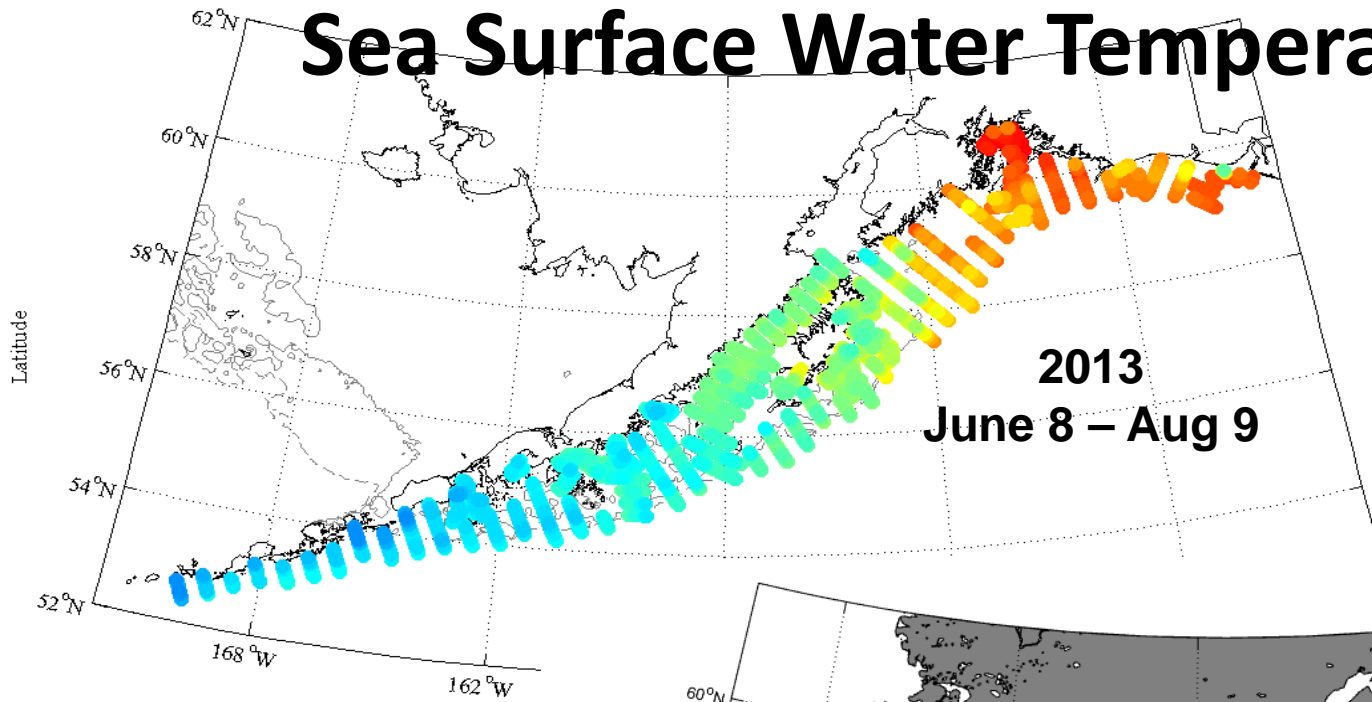 Sea Surface Water Tempera
62°N
60°N
58°N
56°N
54°N
52°N
Latitude
2013
June 8 – Aug 9
168 °W
162 °W
60°N